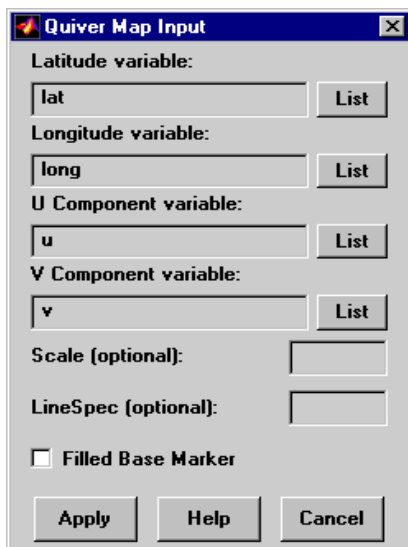 Quiver Map Input
Latitude variable:
lat List
Longitude variable:
long List
U Component variable:
u List
V Component variable:
v List
Scale (optional):
LineSpec (optional):
Filled Base Marker
Apply Help Cancel